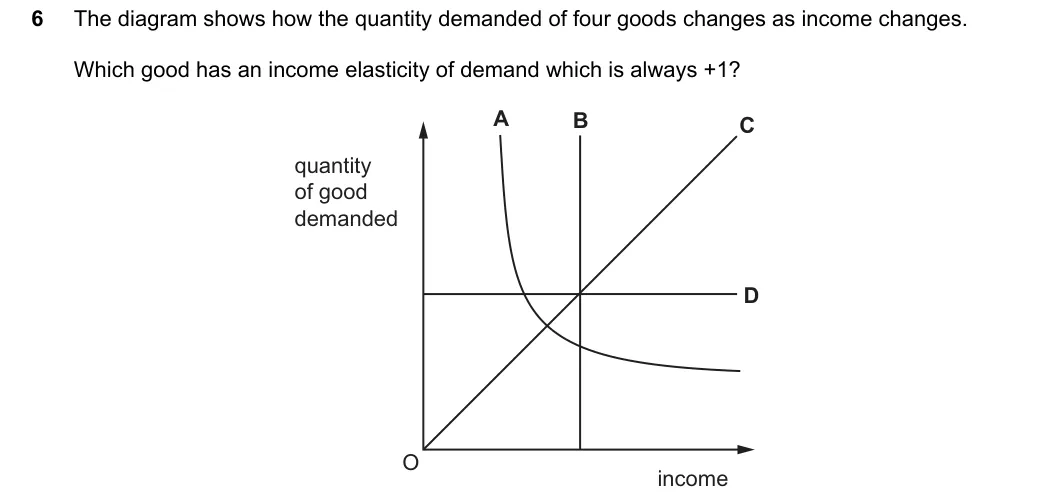 6 The diagram shows how the quantity demanded of four goods changes as income changes.
Which good has an income elasticity of demand which is always +1?
A
B
C
quantity
of good
demanded
D
O
income